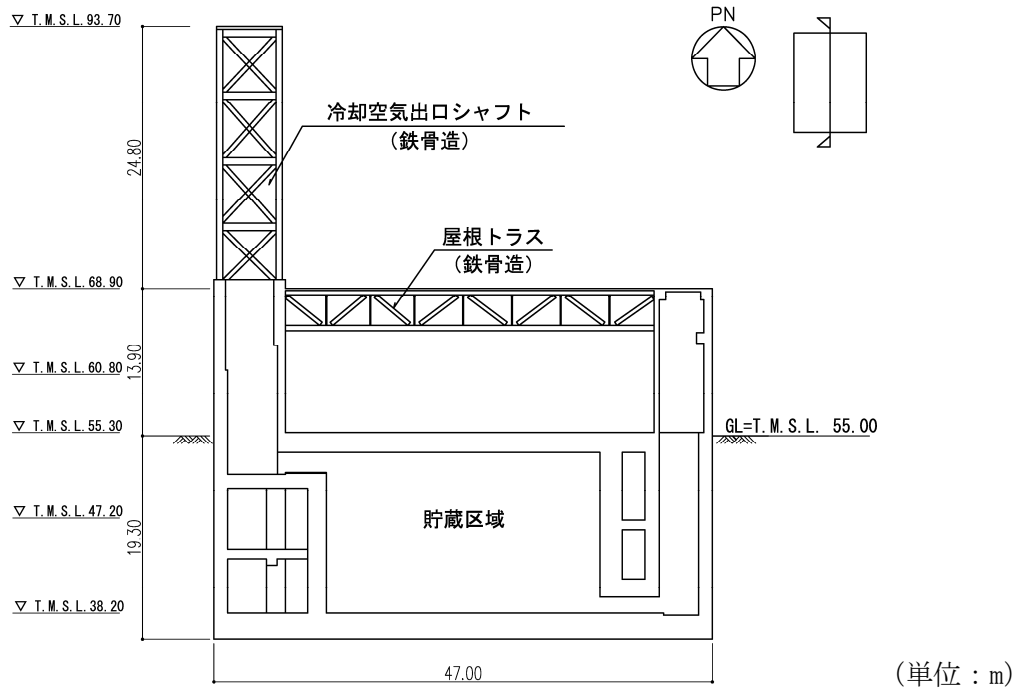 ▽ T.M.S.L.93.70
PN
冷却空気出口シャフト
(鉄骨造)
24.80
屋根トラス
(鉄骨造)
▽ T.M.S.L.68.90
13.90
▽ T.M.S.L.60.80
▽ T.M.S.L.55.30
GL=T.M.S.L. 55.00
貯蔵区域
▽ T.M.S.L.47.20
19.30
▽ T.M.S.L.38.20
47.00
(単位：m)